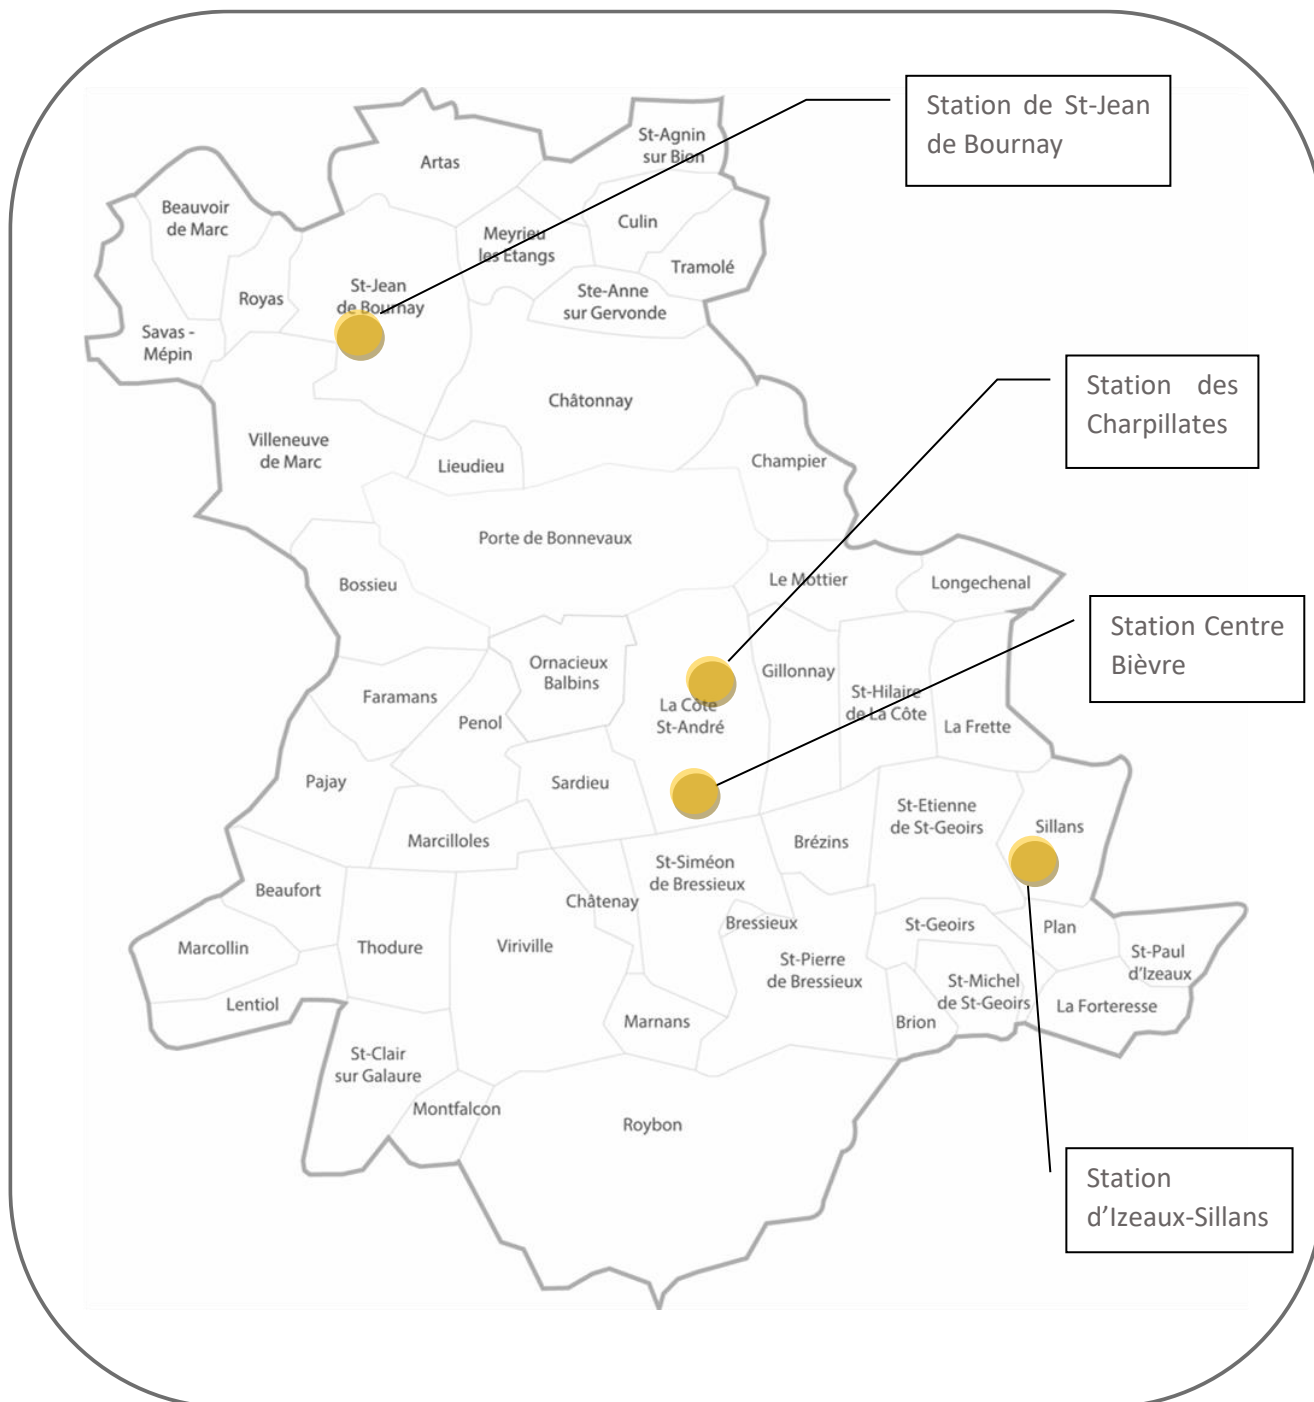 Station de St-Jean
de Bournay
St-Agnin
sur Bion
Artas
Beauvoir
de Marc
Culin
Meyrieu
les Etangs
Tramolé
St-Jean
de Bournay
Ste-Anne
sur Gervonde
Royas
Savas -
Mépin
Station des
Charpillates
Châtonnay
Villeneuve
de Marc
Lieudieu
Champier
Porte de Bonnevaux
Bossieu
Le Mottier
Longechenal
Station Centre
Bièvre
Ornacieux
Balbins
Gillonnay
Faramans
St-Hilaire
de La Côte
La Côte
St-André
Penol
La Frette
Pajay
Sardieu
St-Etienne
de St-Geoirs
Sillans
Marcilloles
Brézins
St-Siméon
de Bressieux
Beaufort
Châtenay
Bressieux
St-Geoirs
Plan
Marcollin
Thodure
Viriville
St-Paul
d'Izeaux
St-Pierre
de Bressieux
St-Michel
de St-Geoirs
Lentiol
La Forteresse
Marnans
Brion
St-Clair
sur Galaure
Montfalcon
Roybon
Station
d’Izeaux-Sillans